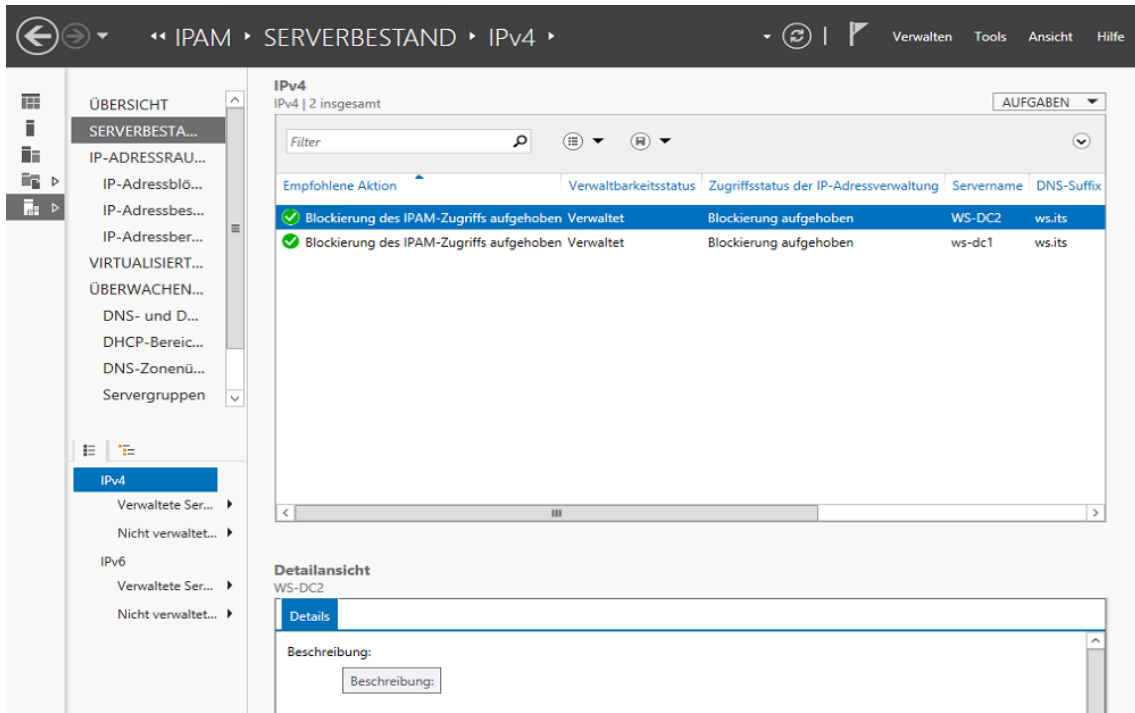 IPAM ‣ SERVERBESTAND ‣ IPv4 ‣
Verwalten Tools Ansicht Hilfe
ÜBERSICHT
SERVERBESTA...
IP-ADRESSRAU...
IP-Adressblö...
IP-Adressbes...
IP-Adressber...
VIRTUALISIERT...
ÜBERWACHEN...
DNS- und D...
DHCP-Bereic...
DNS-Zonenü...
Servergruppen
IPv4
Verwaltete Ser...
Nicht verwaltet...
IPv6
Verwaltete Ser...
Nicht verwaltet...
IPv4
IPv4 | 2 insgesamt
AUFGABEN
Filter
Empfohlene Aktion Verwaltbarkeitsstatus Zugriffsstatus der IP-Adressverwaltung Servername DNS-Suffix
Blockierung des IPAM-Zugriffs aufgehoben Verwaltet Blockierung aufgehoben WS-DC2 ws.its
Blockierung des IPAM-Zugriffs aufgehoben Verwaltet Blockierung aufgehoben ws-dc1 ws.its
Detailansicht
WS-DC2
Details
Beschreibung:
Beschreibung: